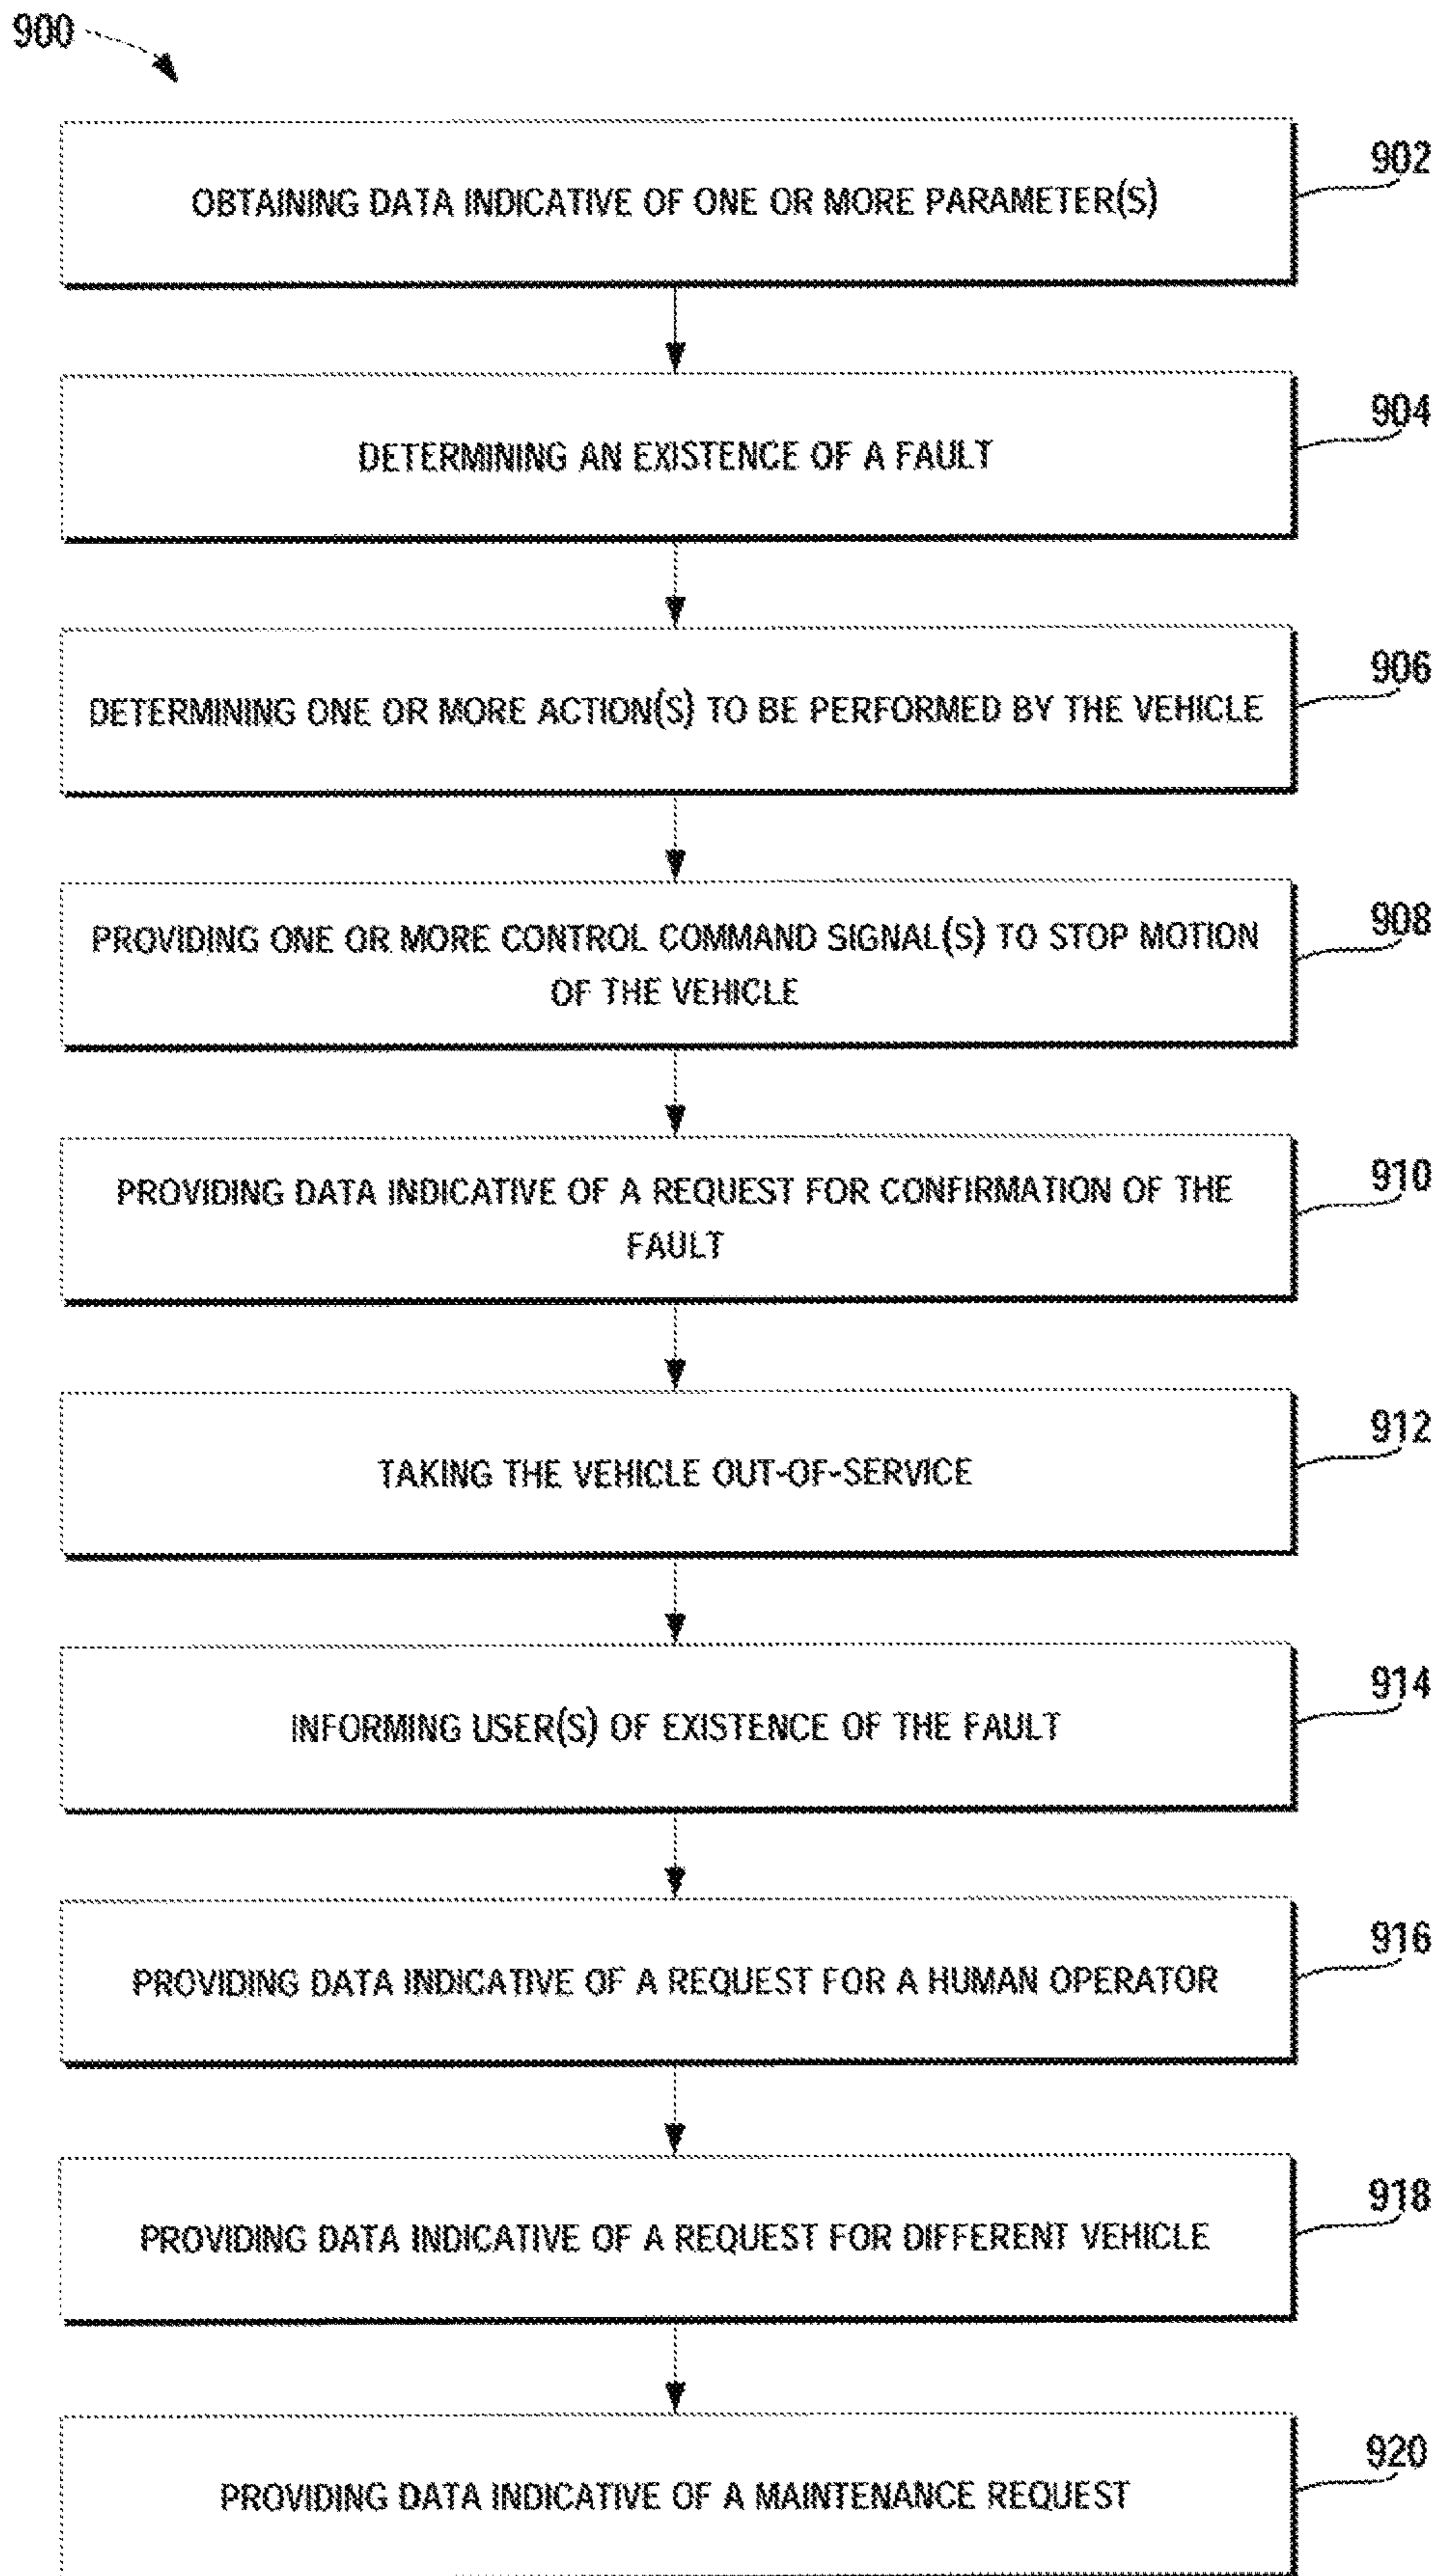 900
OBTAINING DATA INDICATIVE OF ONE OR MORE PARAMETER(S)
902
DETERMINING AN EXISTENCE OF A FAULT
904
DETERMINING ONE OR MORE ACTION(S) TO BE PERFORMED BY THE VEHICLE
906
PROVIDING ONE OR MORE CONTROL COMMAND SIGNAL(S) TO STOP MOTION
OF THE VEHICLE
908
PROVIDING DATA INDICATIVE OF A REQUEST FOR CONFIRMATION OF THE
FAULT
910
TAKING THE VEHICLE OUT-OF-SERVICE
912
INFORMING USER(S) OF EXISTENCE OF THE FAULT
914
PROVIDING DATA INDICATIVE OF A REQUEST FOR A HUMAN OPERATOR
916
PROVIDING DATA INDICATIVE OF A REQUEST FOR DIFFERENT VEHICLE
918
PROVIDING DATA INDICATIVE OF A MAINTENANCE REQUEST
920